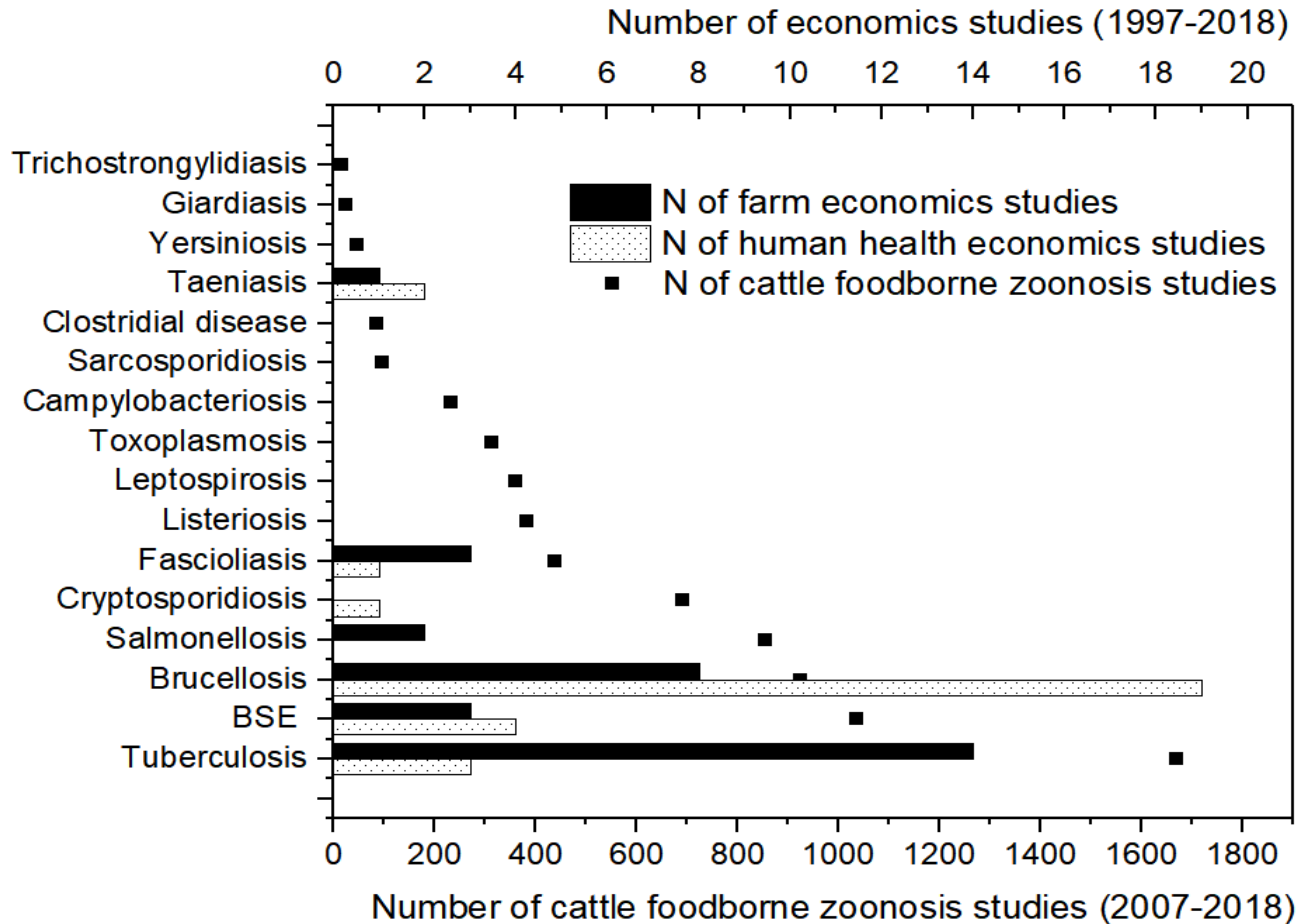 Number of economics studies (1997-2018)
0 2 4 6 8 10 12 14 16 18 20
Trichostrongylidiasis
Giardiasis
Yersiniosis
Taeniasis
Clostridial disease
Sarcosporidiosis
Campylobacteriosis
Toxoplasmosis
Leptospirosis
Listeriosis
Fascioliasis
Cryptosporidiosis
Salmonellosis
Brucellosis
BSE
Tuberculosis
N of farm economics studies
N of human health economics studies
N of cattle foodborne zoonosis studies
0 200 400 600 800 1000 1200 1400 1600 1800
Number of cattle foodborne zoonosis studies (2007-2018)